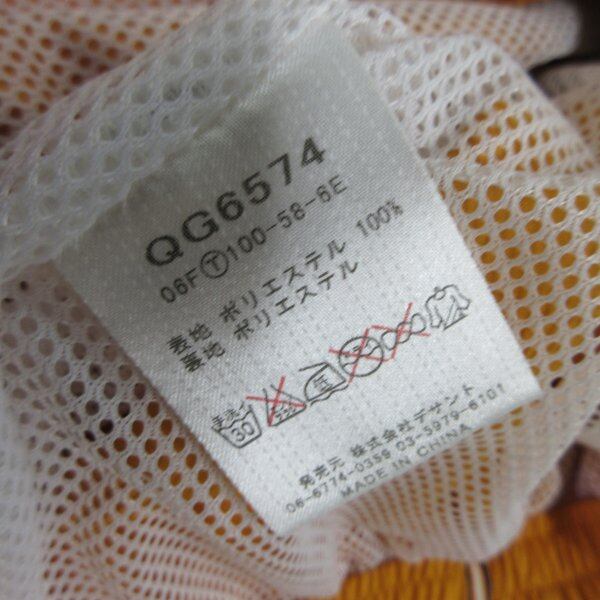 QG6574
06FⓉ100-58-6E
表地 ポリエステル 100%
裏地 ポリエステル
手洗イ
30
発売元 株式会社デサント
06-6774-0359 03-5979-6101
MADE IN CHINA